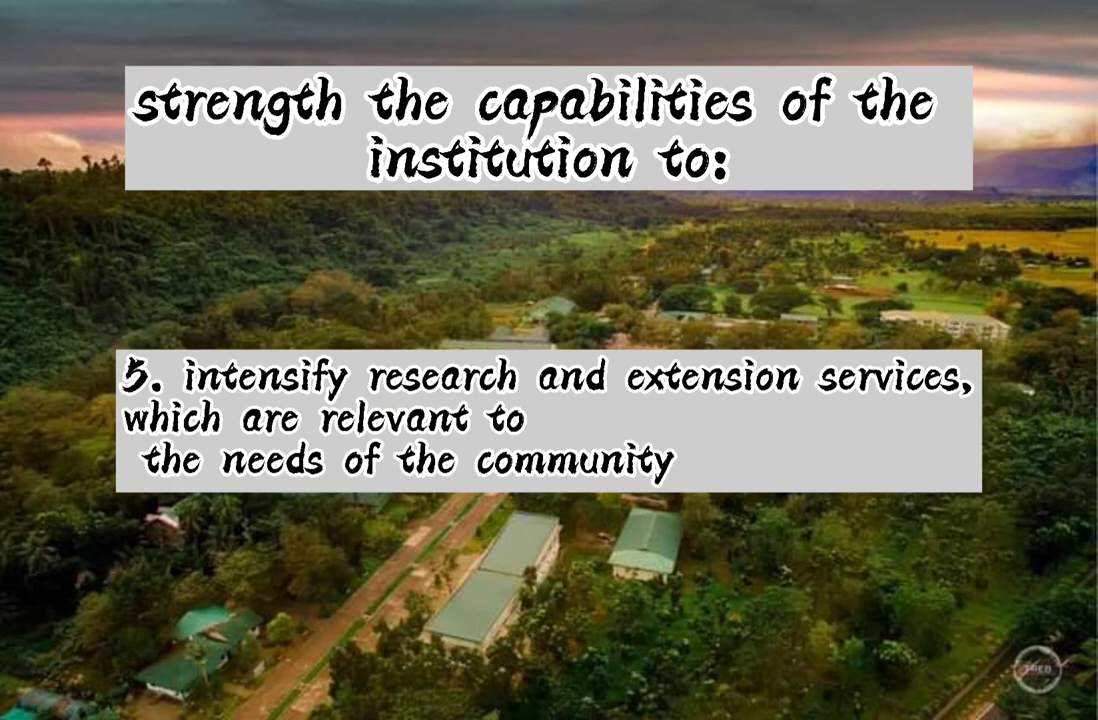 strength the capabilities of the
institution to:
5. intensify research and extension services,
which are relevant to
the needs of the community